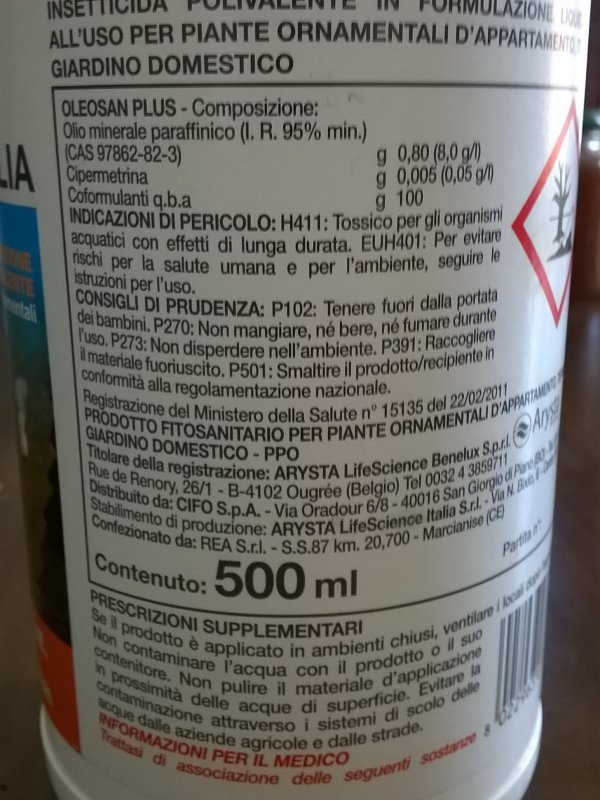 INSETTICIDA POLIVALENTE IN FORMULAZIONE
ALL'USO PER PIANTE ORNAMENTALI D'APPARTAMENTO
GIARDINO DOMESTICO
OLEOSAN PLUS - Composizione:
Olio minerale paraffinico (I. R. 95% min.)
(CAS 97862-82-3) g 0,80 (8,0 g/l)
Cipermetrina g 0,005 (0,05 g/l)
Coformulanti q.b.a g 100
INDICAZIONI DI PERICOLO: H411: Tossico per gli organismi
acquatici con effetti di lunga durata. EUH401: Per evitare
rischi per la salute umana e per l'ambiente, seguire le
istruzioni per l'uso.
CONSIGLI DI PRUDENZA: P102: Tenere fuori dalla portata
dei bambini. P270: Non mangiare, né bere, né fumare durante
l'uso. P273: Non disperdere nell'ambiente. P391: Raccogliere
il materiale fuoriuscito. P501: Smaltire il prodotto/recipiente in
conformità alla regolamentazione nazionale.
Registrazione del Ministero della Salute n° 15135 del 22/02/2011
PRODOTTO FITOSANITARIO PER PIANTE ORNAMENTALI D'APPARTAMENTO
GIARDINO DOMESTICO - PPO
Titolare della registrazione: ARYSTA LifeScience Benelux S.p.r.l.
Rue de Renory, 26/1 - B-4102 Ougrée (Belgio) Tel 0032 4 3859711
Distribuito da: CIFO S.p.A. - Via Oradour 6/8 - 40016 San Giorgio di Piano (BO)
Stabilimento di produzione: ARYSTA LifeScience Italia S.r.l. - Via N. Bixio, 6
Confezionato da: REA S.r.l. - S.S.87 km. 20,700 - Marcianise (CE)
Partita n°:
Contenuto: 500 ml
PRESCRIZIONI SUPPLEMENTARI
Se il prodotto è applicato in ambienti chiusi, ventilare i locali dopo
Non contaminare l'acqua con il prodotto o il suo
contenitore. Non pulire il materiale d'applicazione
in prossimità delle acque di superficie. Evitare la
contaminazione attraverso i sistemi di scolo delle
acque dalle aziende agricole e dalle strade.
INFORMAZIONI PER IL MEDICO
Trattasi di associazione delle seguenti sostanze